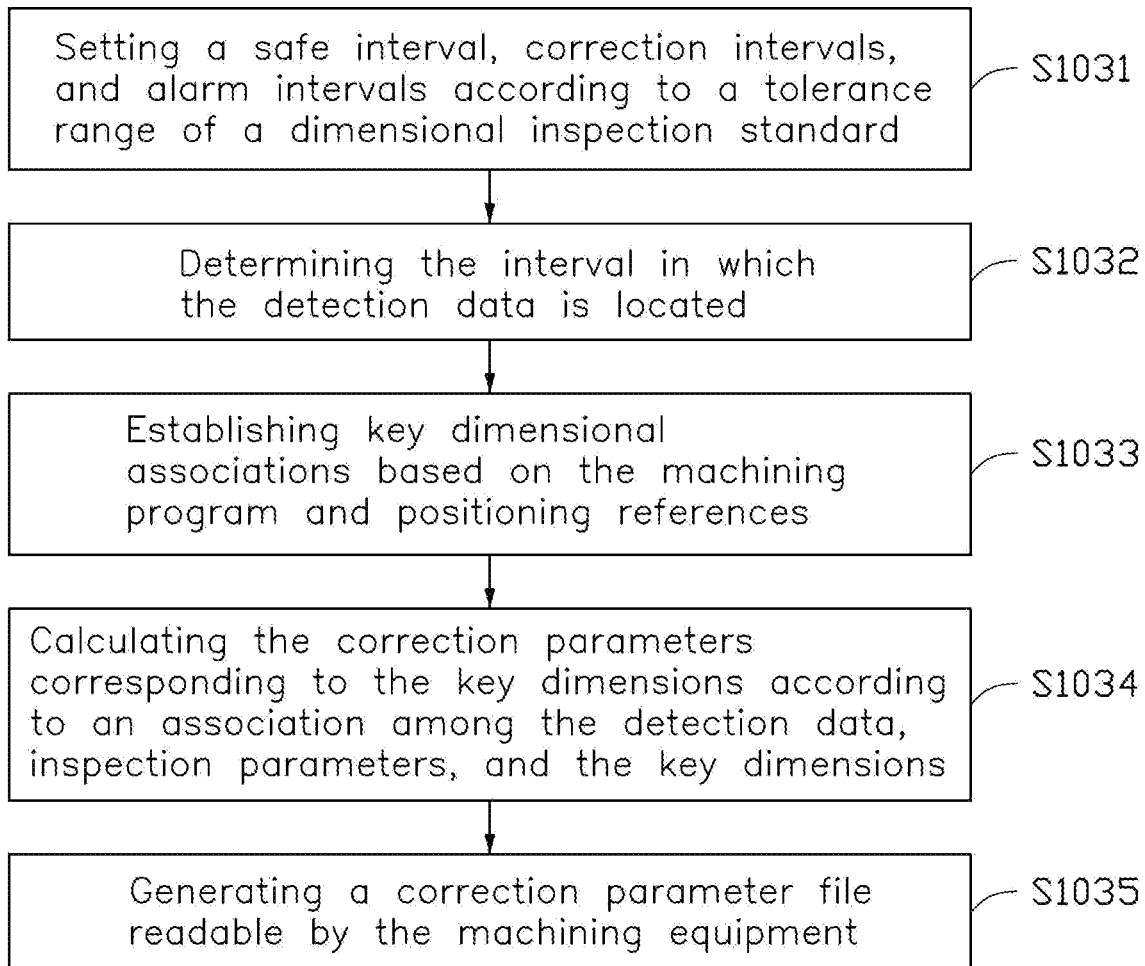 Setting a safe interval, correction intervals,
and alarm intervals according to a tolerance
range of a dimensional inspection standard
S1031
Determining the interval in which
the detection data is located
S1032
Establishing key dimensional
associations based on the machining
program and positioning references
S1033
Calculating the correction parameters
corresponding to the key dimensions according
to an association among the detection data,
inspection parameters, and the key dimensions
S1034
Generating a correction parameter file
readable by the machining equipment
S1035